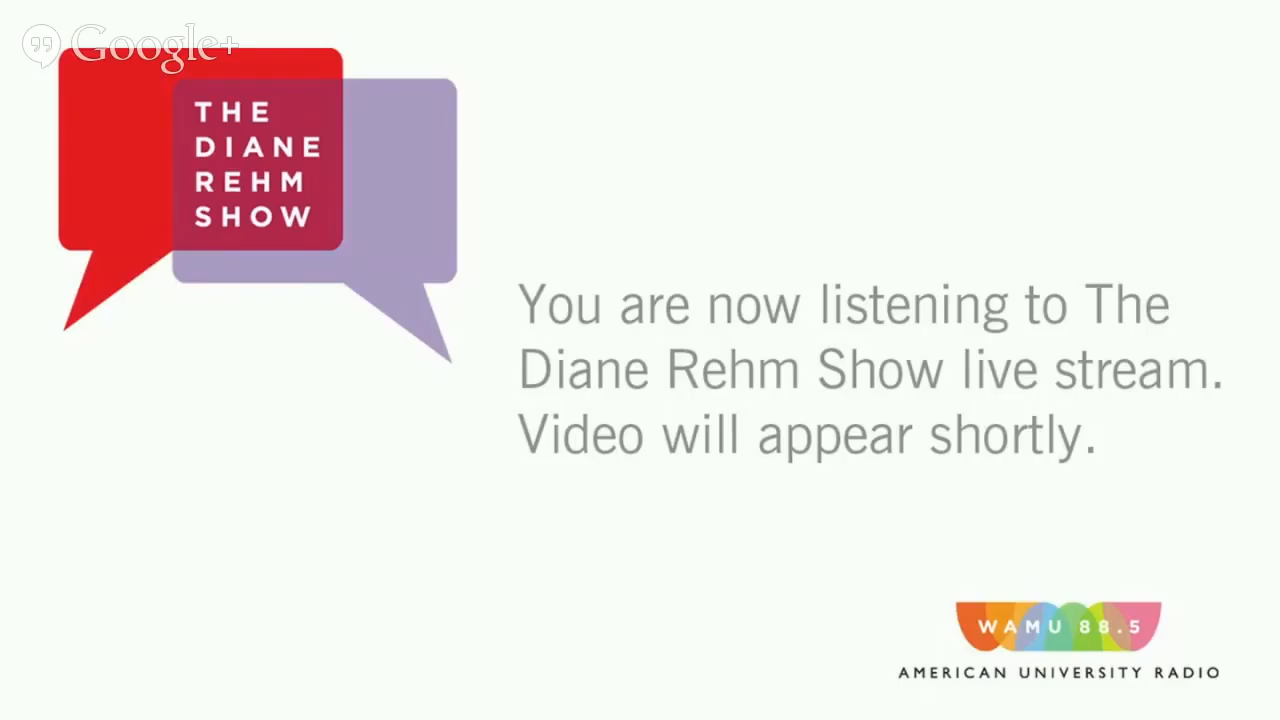 Google+
THE
DIANE
REHM
SHOW
You are now listening to The
Diane Rehm Show live stream.
Video will appear shortly.
WAMU 88.5
AMERICAN UNIVERSITY RADIO